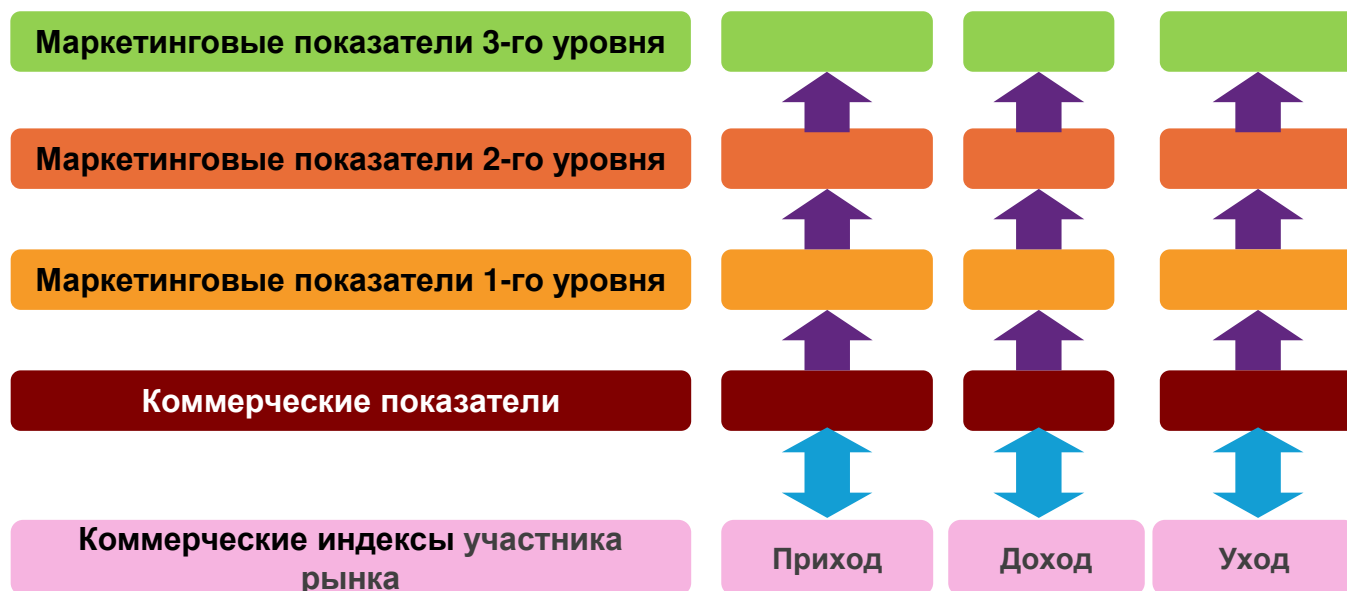 Маркетинговые показатели 3-го уровня
Маркетинговые показатели 2-го уровня
Маркетинговые показатели 1-го уровня
Коммерческие показатели
Коммерческие индексы участника
рынка
Приход
Доход
Уход